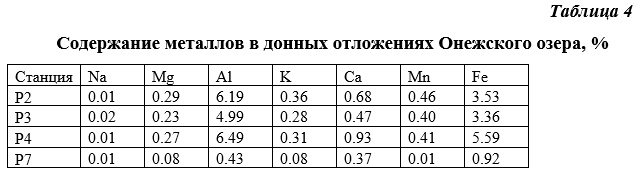 Таблица 4
Содержание металлов в донных отложениях Онежского озера, %
Станция Na Mg Al K Ca Mn Fe
P2 0.01 0.29 6.19 0.36 0.68 0.46 3.53
P3 0.02 0.23 4.99 0.28 0.47 0.40 3.36
P4 0.01 0.27 6.49 0.31 0.93 0.41 5.59
P7 0.01 0.08 0.43 0.08 0.37 0.01 0.92